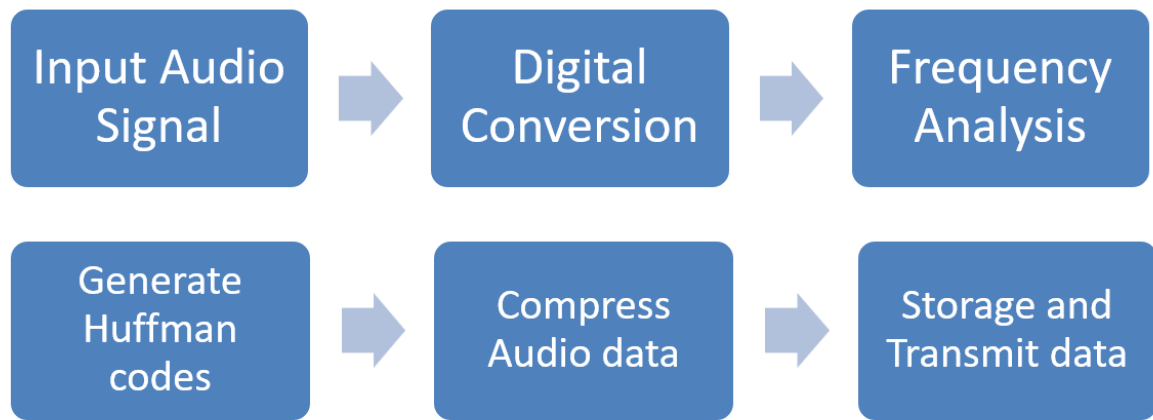 Input Audio
Signal
Digital
Conversion
Frequency
Analysis
Generate
Huffman
codes
Compress
Audio data
Storage and
Transmit data